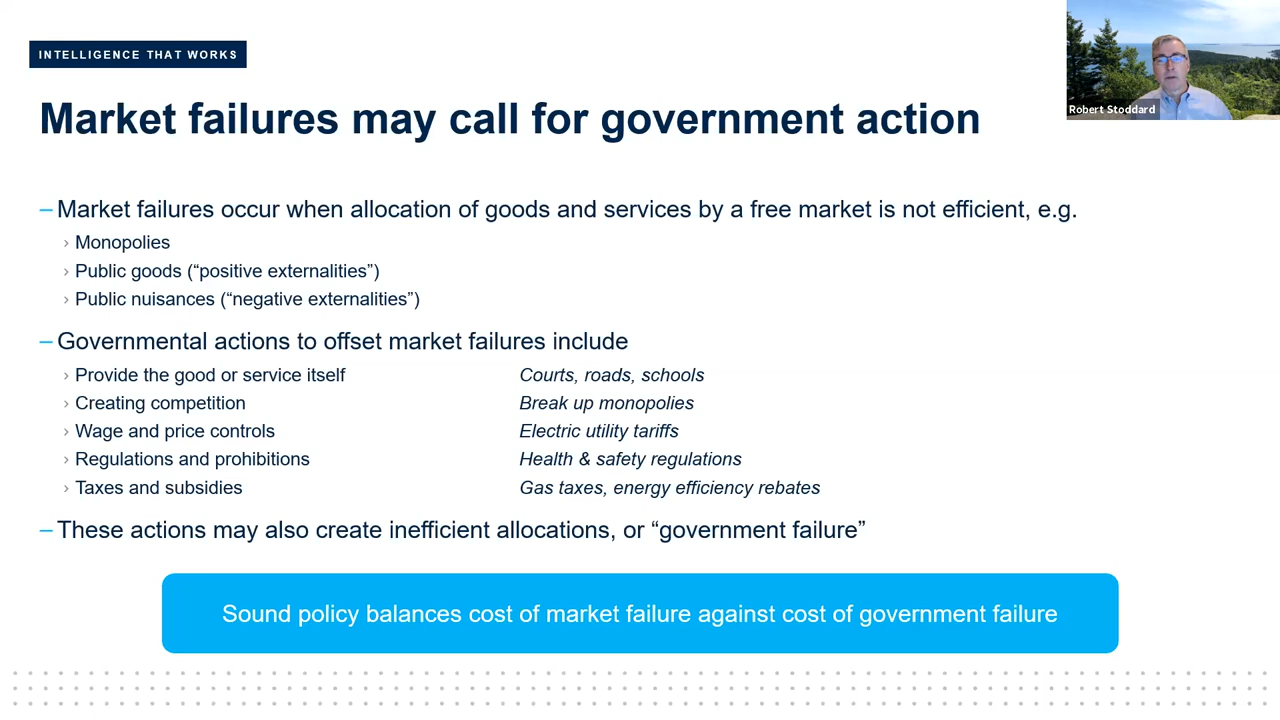 INTELLIGENCE THAT WORKS
Robert Stoddard
Market failures may call for government action
– Market failures occur when allocation of goods and services by a free market is not efficient, e.g.
› Monopolies
› Public goods (“positive externalities”)
› Public nuisances (“negative externalities”)
– Governmental actions to offset market failures include
› Provide the good or service itself Courts, roads, schools
› Creating competition Break up monopolies
› Wage and price controls Electric utility tariffs
› Regulations and prohibitions Health & safety regulations
› Taxes and subsidies Gas taxes, energy efficiency rebates
– These actions may also create inefficient allocations, or “government failure”
Sound policy balances cost of market failure against cost of government failure